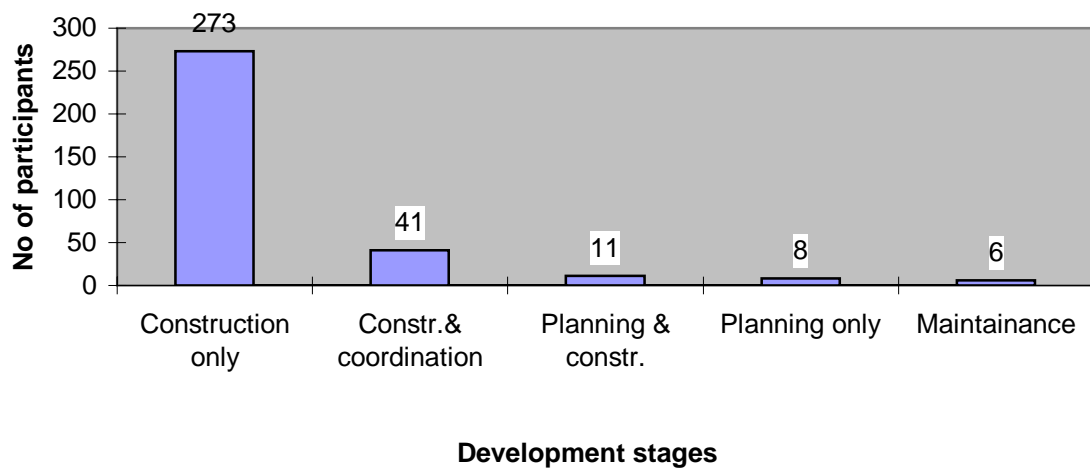 No of participants
300
250
200
150
100
50
0
273
41
11
8
6
Construction
only
Constr.&
coordination
Planning &
constr.
Planning only
Maintainance
Development stages